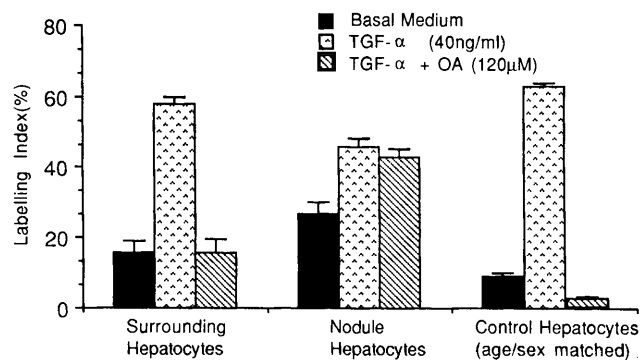 Basal Medium
TGF-α (40ng/ml)
TGF-α + OA (120μM)
Labelling Index(%)
80
60
40
20
0
Surrounding
Hepatocytes
Nodule
Hepatocytes
Control Hepatocytes
(age/sex matched)